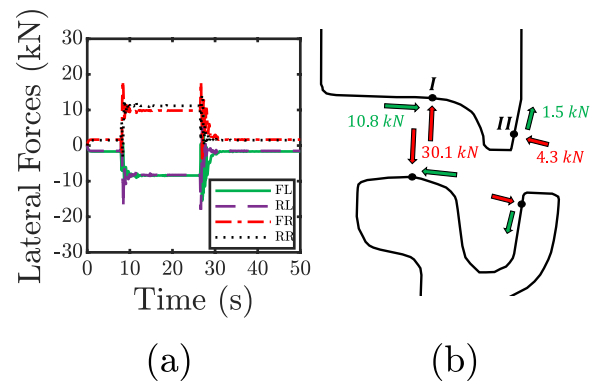 Lateral Forces (kN)
30
20
10
0
-10
-20
-30
0 10 20 30 40 50
Time (s)
FL
RL
FR
RR
(a)
I
II
10.8 kN
1.5 kN
30.1 kN
4.3 kN
(b)